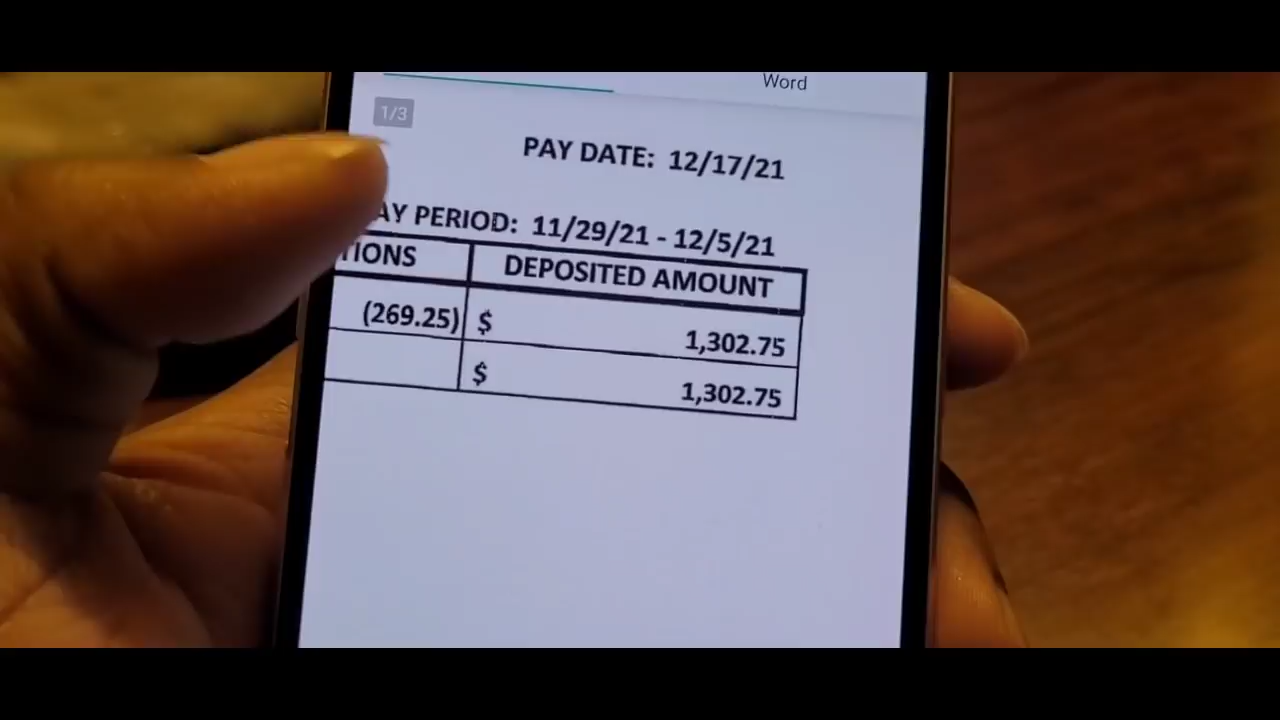 Word
1/3
PAY DATE: 12/17/21
AY PERIOD: 11/29/21 - 12/5/21
TIONS DEPOSITED AMOUNT
(269.25) $ 1,302.75
$ 1,302.75